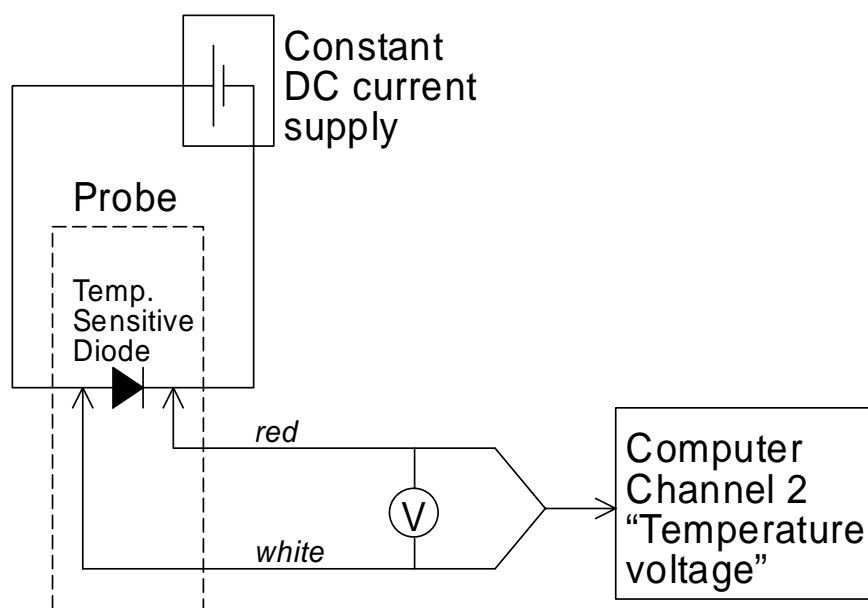 Constant
DC current
supply
Probe
Temp.
Sensitive
Diode
red
V
white
Computer
Channel 2
“Temperature
voltage”